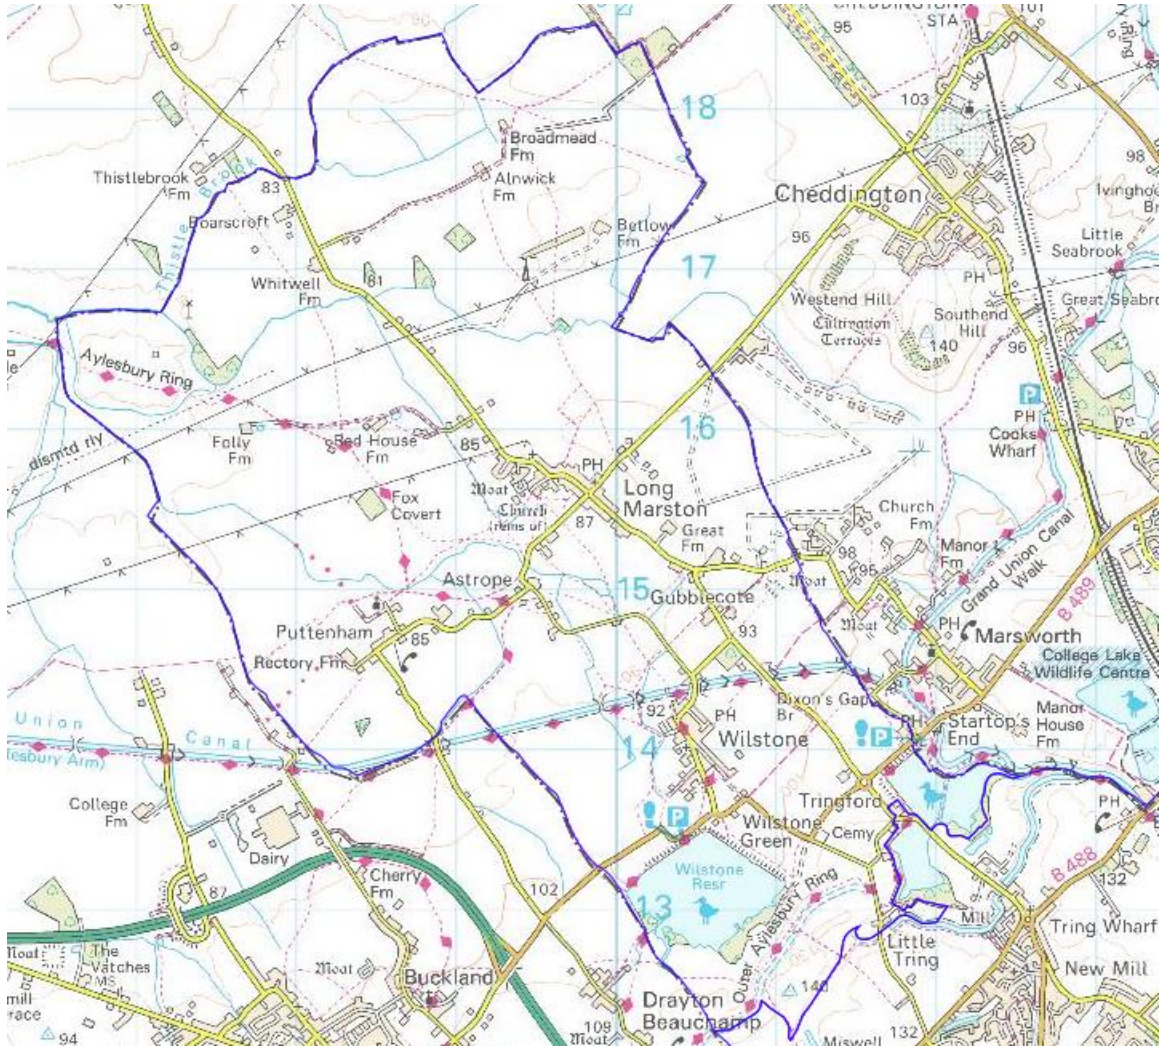 CHEDDINGTON
STA
101
95
103
98
18
Broadmead
Fm
Alnwick
Fm
Thistlebrook
Fm
Thistle Brook
83
Boarscroft
Cheddington
Betlow
Fm
Little
Seabrook
96
17
Whitwell
Fm
81
PH
Westend Hill
Cultivation
Terraces
Southend
Hill
140
96
Aylesbury Ring
P
PH
Cooks
Wharf
dismtd rly
Folly
Fm
Red House
Fm
85
16
PH
Moat
Church
(rems of)
Long
Marston
87
Fox
Covert
Great
Fm
Church
Fm
Manor
Fm
Grand Union Canal
Walk
B 489
98
95
Moat
Astrope
15
Gubblecote
93
Moat
PH
Marsworth
Puttenham
85
Rectory Fm
College Lake
Wildlife Centre
Dixon's Gap
Br
92
PH
Wilstone
PH
P
Startop's
End
Manor
House
Fm
Union
Canal
(Aylesbury Arm)
14
College
Fm
Dairy
Tringford
PH
P
Wilstone
Green
Cemy
Cherry
Fm
Wilstone
Resr
B 488
132
87
102
13
Outer Aylesbury Ring
Mill
Little
Tring
Tring Wharf
New Mill
Moat
The
Vatches
MS
Moat
Buckland
Drayton
Beauchamp
140
109
Moat
132
Miswell
94